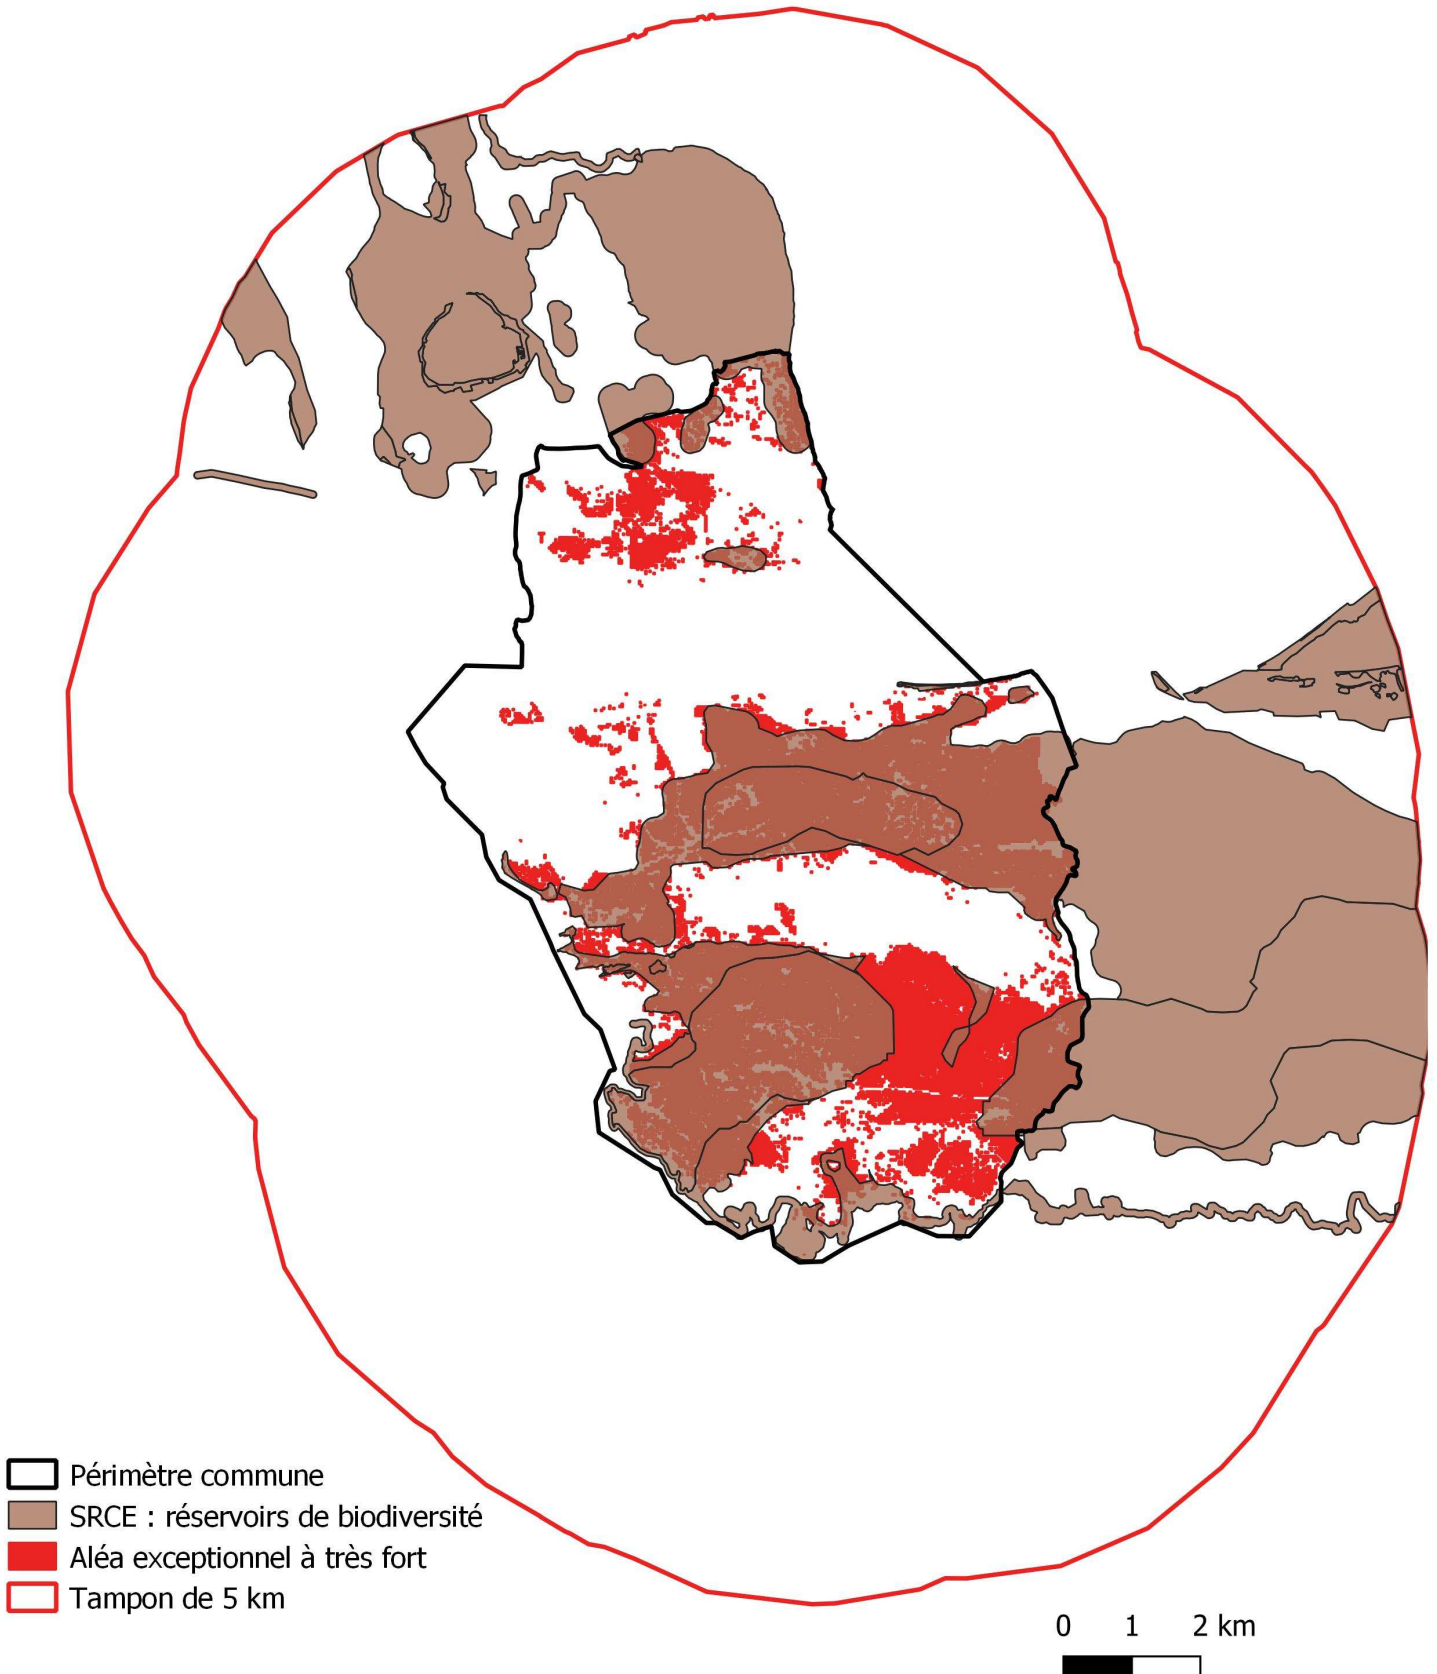 Périmètre commune
SRCE : réservoirs de biodiversité
Aléa exceptionnel à très fort
Tampon de 5 km
0 1 2 km